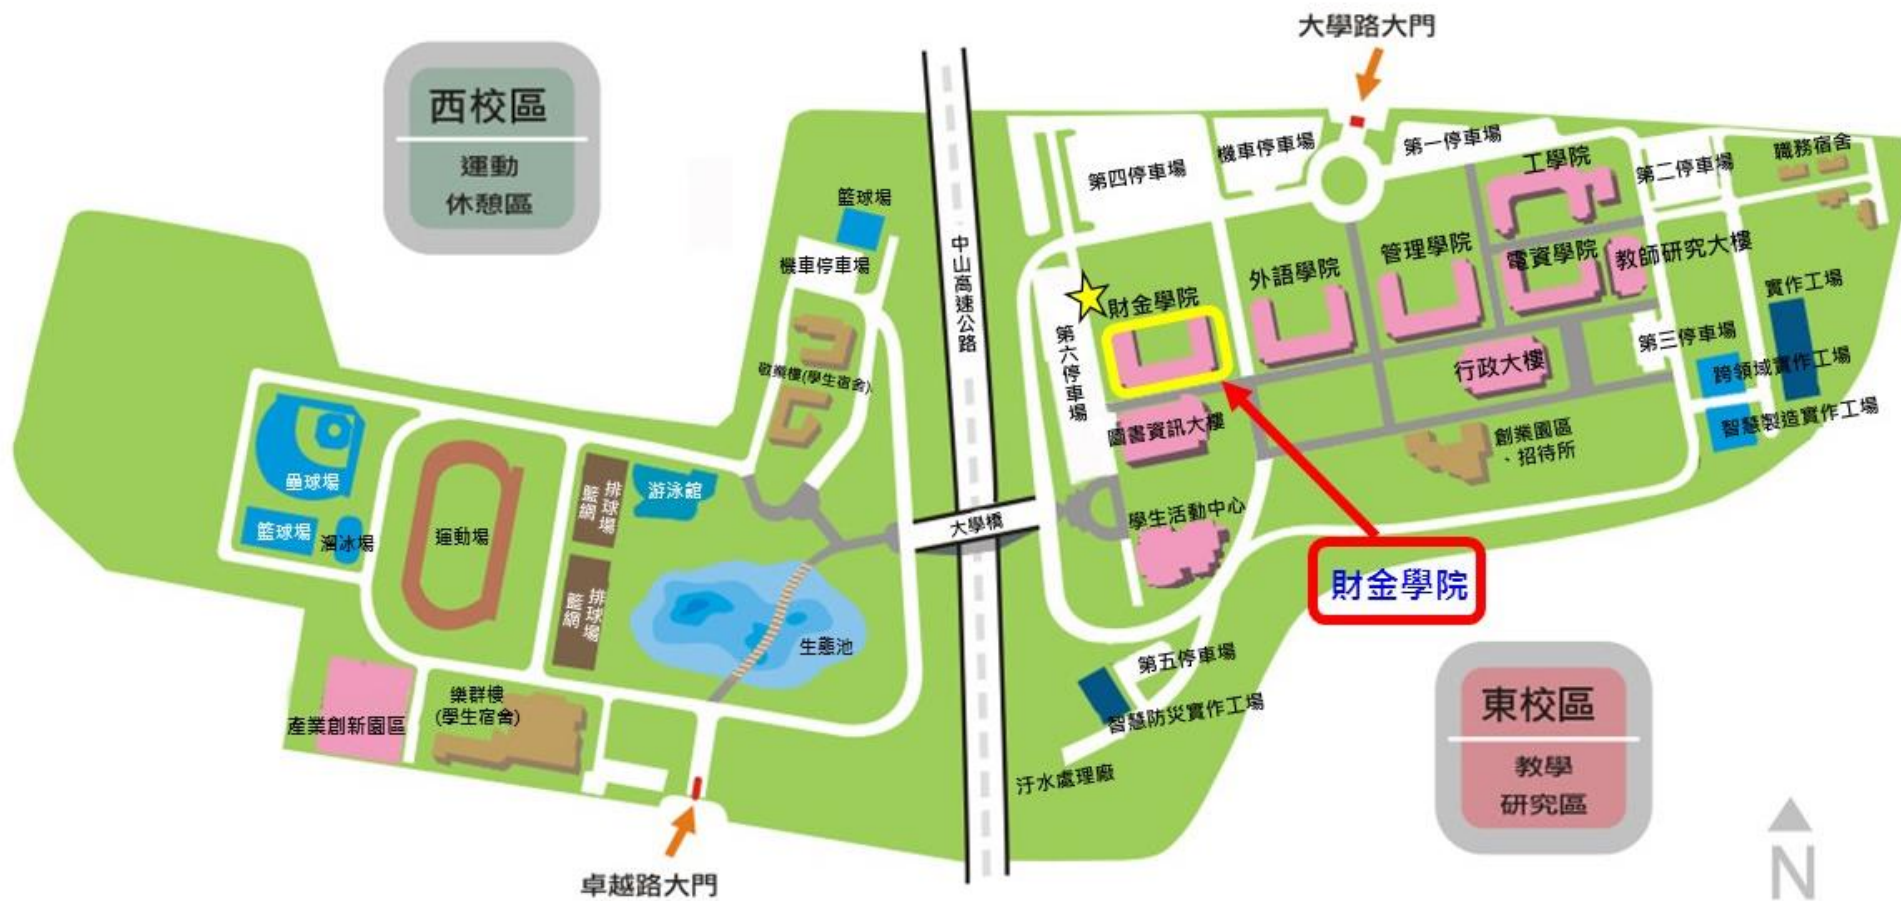 大學路大門
西校區
運動
休憩區
籃球場
機車停車場
中山高速公路
第四停車場
機車停車場
第一停車場
工學院
第二停車場
職務宿舍
管理學院
電資學院
教師研究大樓
外語學院
財金學院
實作工場
第六停車場
第三停車場
行政大樓
跨領域實作工場
智慧製造實作工場
敬業樓(學生宿舍)
圖書資訊大樓
創業園區
、招待所
壘球場
籃球場
溜冰場
運動場
排球場
籃網
游泳館
排球場
籃網
大學橋
學生活動中心
財金學院
生態池
第五停車場
智慧防災實作工場
汙水處理廠
樂群樓
(學生宿舍)
產業創新園區
東校區
教學
研究區
卓越路大門
N